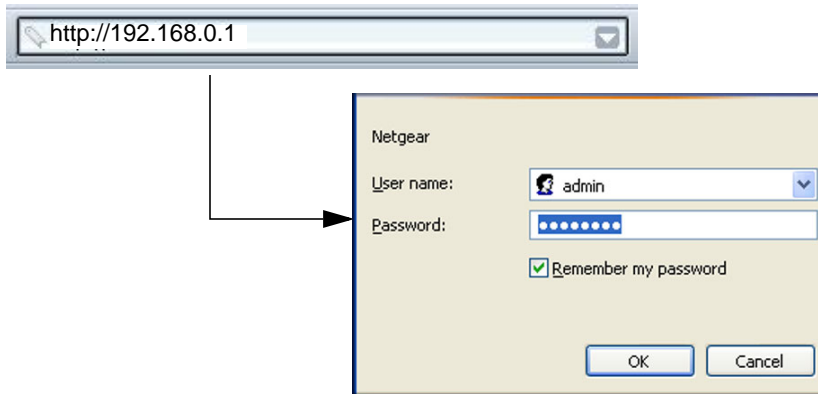 http://192.168.0.1
Netgear
User name:
admin
Password:
••••••••
Remember my password
OK
Cancel